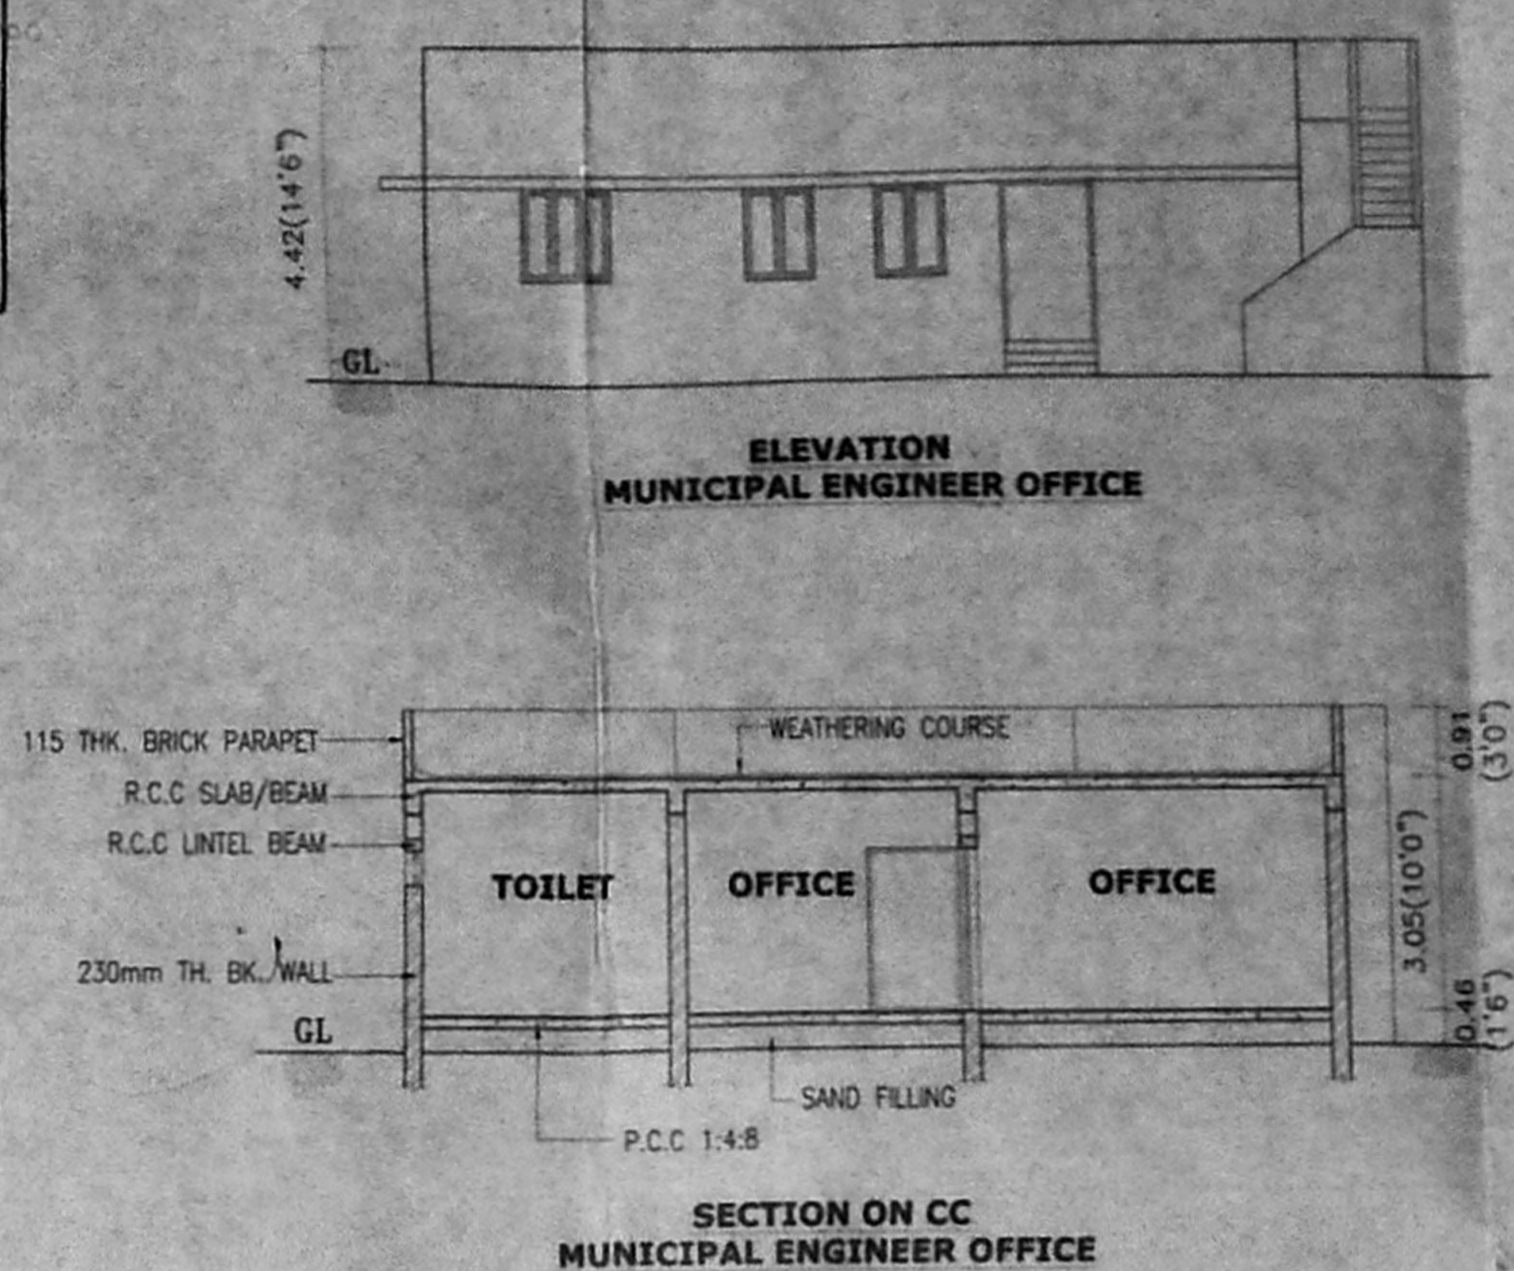 4.42(14'6")
GL
ELEVATION
MUNICIPAL ENGINEER OFFICE
115 THK. BRICK PARAPET
WEATHERING COURSE
0.91
(3'0")
R.C.C SLAB/BEAM
R.C.C LINTEL BEAM
TOILET
OFFICE
OFFICE
3.05(10'0")
230mm TH. BK. WALL
GL
0.46
(1'6")
SAND FILLING
P.C.C 1:4:8
SECTION ON CC
MUNICIPAL ENGINEER OFFICE